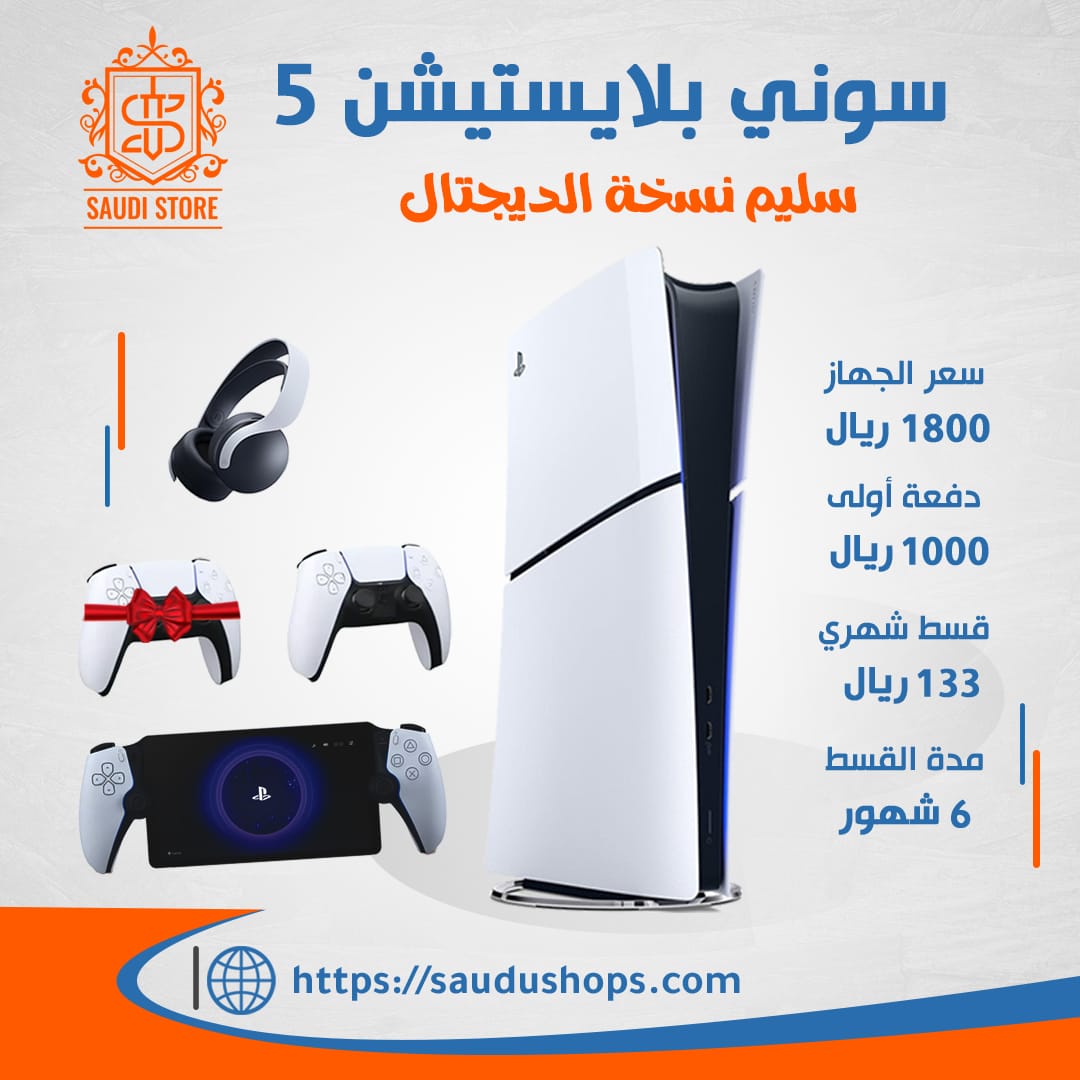 SAUDI STORE
سوني بلايستيشن 5
سليم نسخة الديجتال
سعر الجهاز
1800 ريال
دفعة أولى
1000 ريال
قسط شهري
133 ريال
مدة القسط
6 شهور
https://saudushops.com